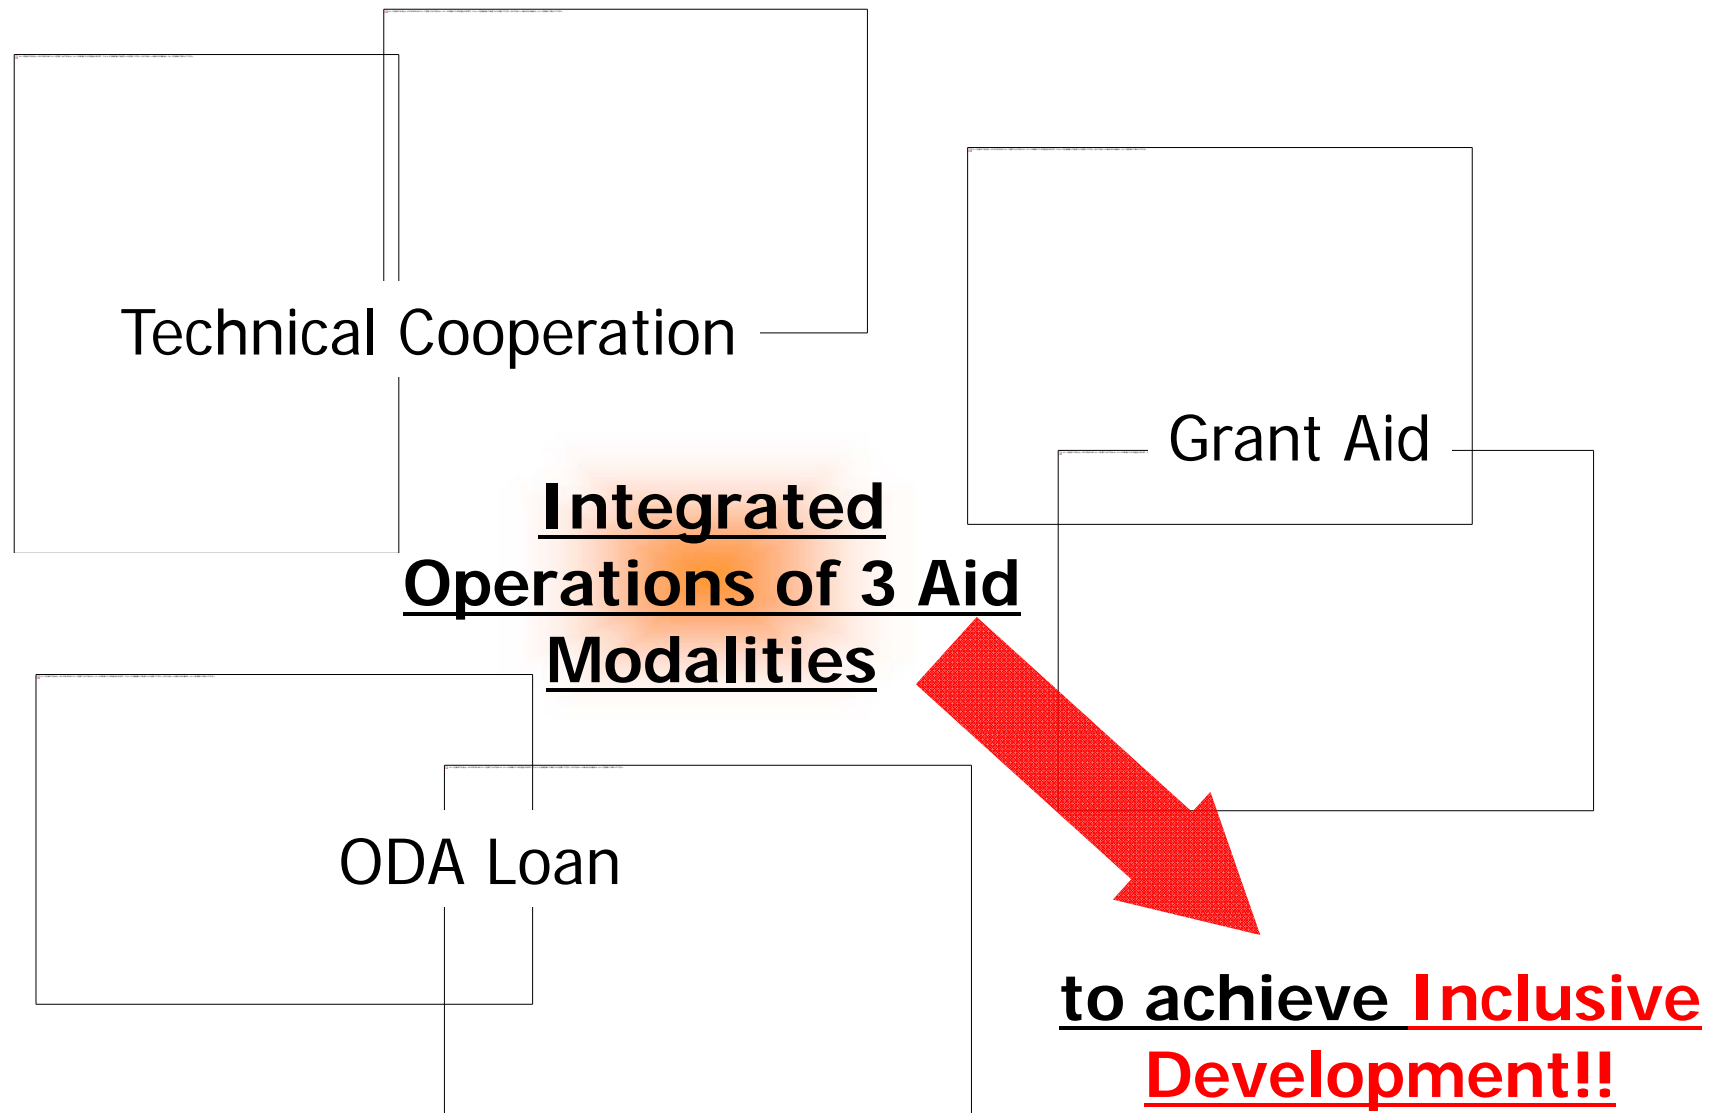 Technical Cooperation
Grant Aid
Integrated
Operations of 3 Aid
Modalities
ODA Loan
to achieve Inclusive
Development!!